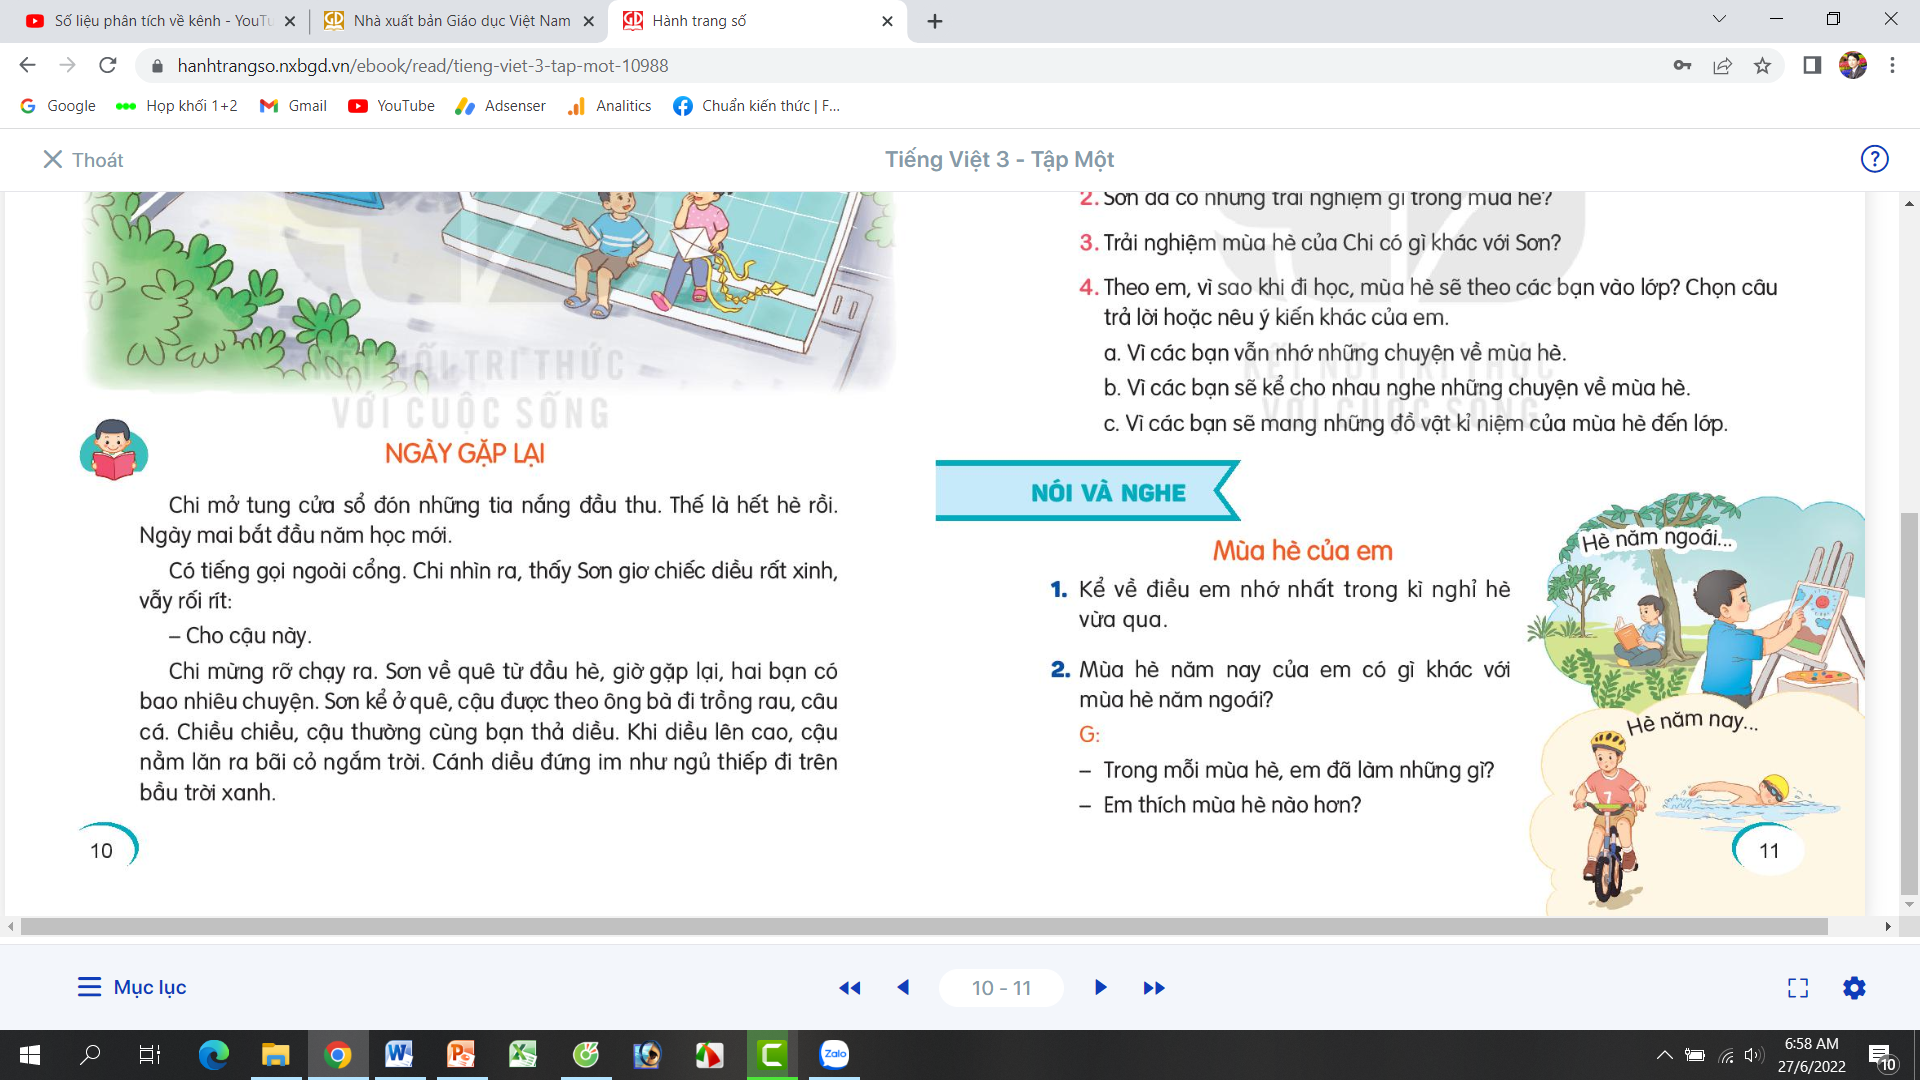 Số liệu phân tích về kênh - YouTu
Nhà xuất bản Giáo dục Việt Nam
Hành trang số
hanhtrangso.nxbgd.vn/ebook/read/tieng-viet-3-tap-mot-10988
Google
Họp khối 1+2
Gmail
YouTube
Adsenser
Analitics
Chuẩn kiến thức | F...
Thoát
Tiếng Việt 3 - Tập Một
?
KẾT NỐI TRI THỨC
VỚI CUỘC SỐNG
NGÀY GẶP LẠI
Chi mở tung cửa sổ đón những tia nắng đầu thu. Thế là hết hè rồi.
Ngày mai bắt đầu năm học mới.
Có tiếng gọi ngoài cổng. Chi nhìn ra, thấy Sơn giơ chiếc diều rất xinh,
vẫy rối rít:
– Cho cậu này.
Chi mừng rỡ chạy ra. Sơn về quê từ đầu hè, giờ gặp lại, hai bạn có
bao nhiêu chuyện. Sơn kể ở quê, cậu được theo ông bà đi trồng rau, câu
cá. Chiều chiều, cậu thường cùng bạn thả diều. Khi diều lên cao, cậu
nằm lăn ra bãi cỏ ngắm trời. Cánh diều đứng im như ngủ thiếp đi trên
bầu trời xanh.
10
2. Sơn đã có những trải nghiệm gì trong mùa hè?
3. Trải nghiệm mùa hè của Chi có gì khác với Sơn?
4. Theo em, vì sao khi đi học, mùa hè sẽ theo các bạn vào lớp? Chọn câu
trả lời hoặc nêu ý kiến khác của em.
a. Vì các bạn vẫn nhớ những chuyện về mùa hè.
b. Vì các bạn sẽ kể cho nhau nghe những chuyện về mùa hè.
c. Vì các bạn sẽ mang những đồ vật kỉ niệm của mùa hè đến lớp.
KẾT NỐI TRI THỨC
VỚI CUỘC SỐNG
NÓI VÀ NGHE
Mùa hè của em
1. Kể về điều em nhớ nhất trong kì nghỉ hè
vừa qua.
2. Mùa hè năm nay của em có gì khác với
mùa hè năm ngoái?
G:
– Trong mỗi mùa hè, em đã làm những gì?
– Em thích mùa hè nào hơn?
Hè năm ngoái...
Hè năm nay...
7
11
Mục lục
10 - 11
Zalo
6:58 AM
27/6/2022
10